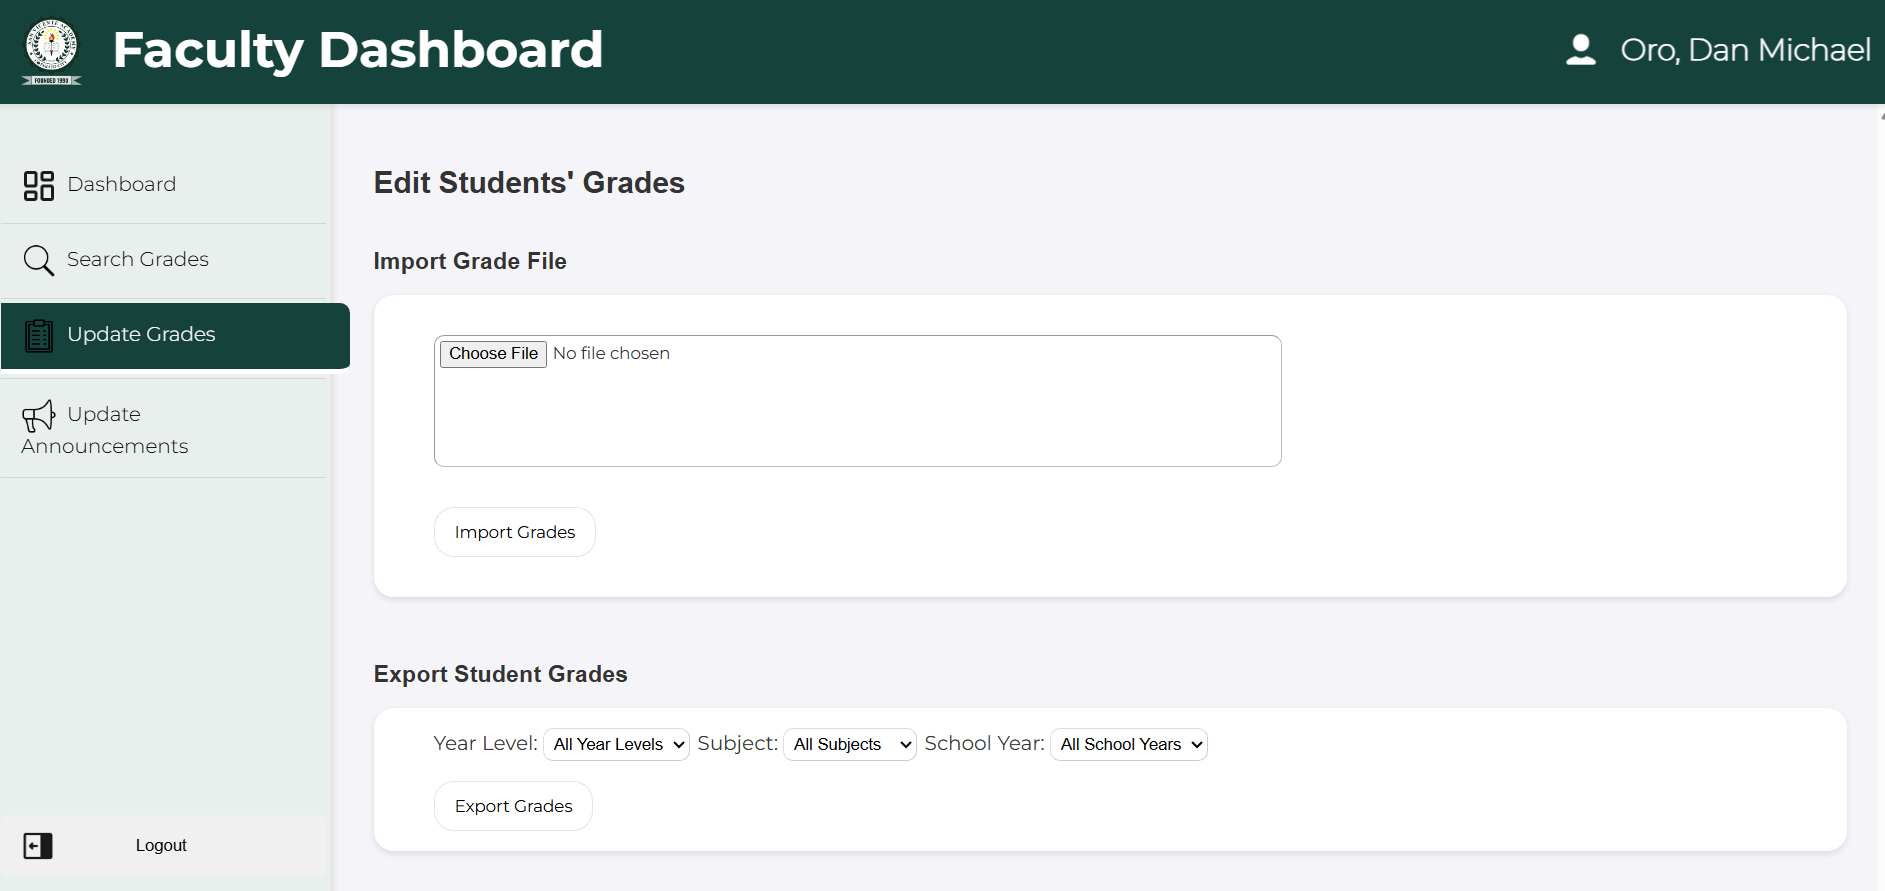 Faculty Dashboard
Oro, Dan Michael
FOUNDED 1990
Dashboard
Search Grades
Update Grades
Update
Announcements
Logout
Edit Students' Grades
Import Grade File
Choose File No file chosen
Import Grades
Export Student Grades
Year Level: All Year Levels Subject: All Subjects School Year: All School Years
Export Grades